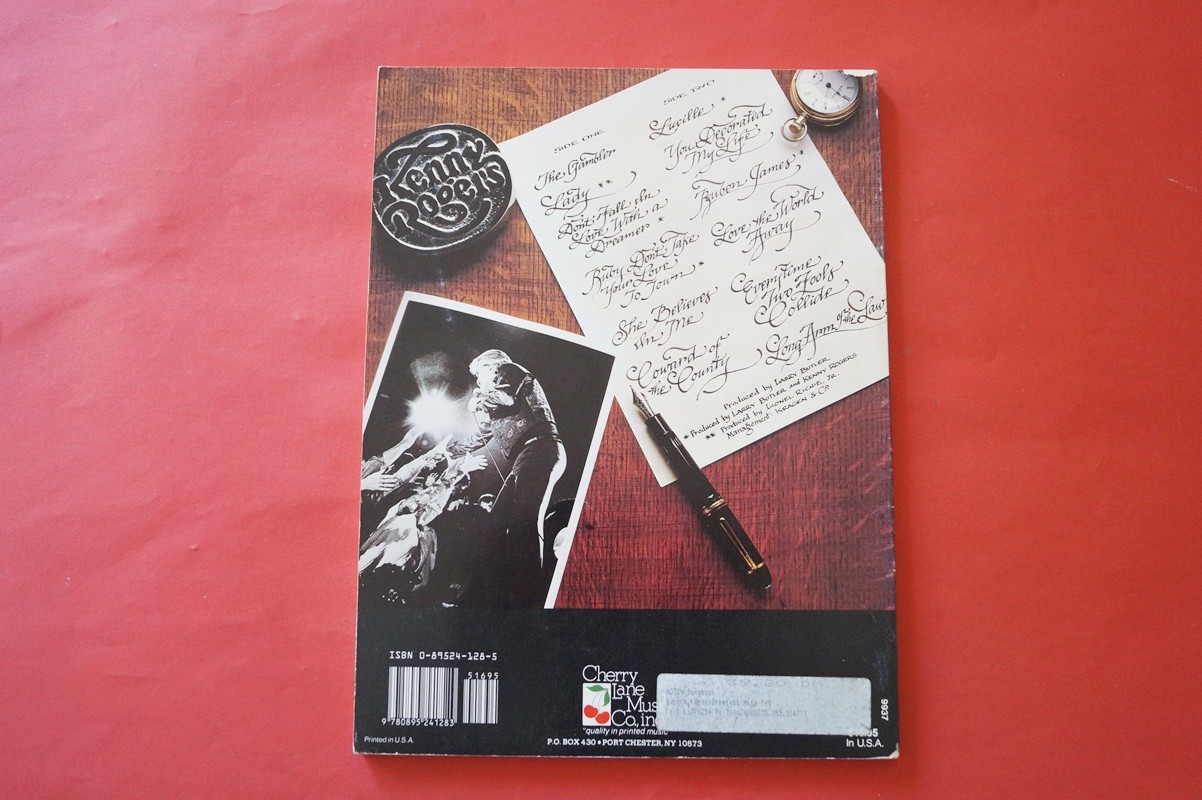 Kenny
Rogers
SIDE ONE
The Gambler
Lady **
Don't Fall In
Love With a
Dreamer *
Ruby Don't Take
Your Love
To Town *
She Believes
In Me
Coward of
the County
SIDE TWO
Lucille *
You Decorated
My Life
Ruben James *
Love the World
Away
Everytime
Two Fools
Collide
Long Arm of the Law
Produced by LARRY BUTLER
* Produced by LARRY BUTLER and KENNY ROGERS
** Produced by LIONEL RICHIE, JR.
Management: KRAGEN & Co
ISBN 0-89524-128-5
51695
9 780895 241283
Cherry
Lane
Music
Co., Inc.
"quality in printed music"
P.O. BOX 430 • PORT CHESTER, NY 10573
Printed in U.S.A.
Songbook
9937
In U.S.A.